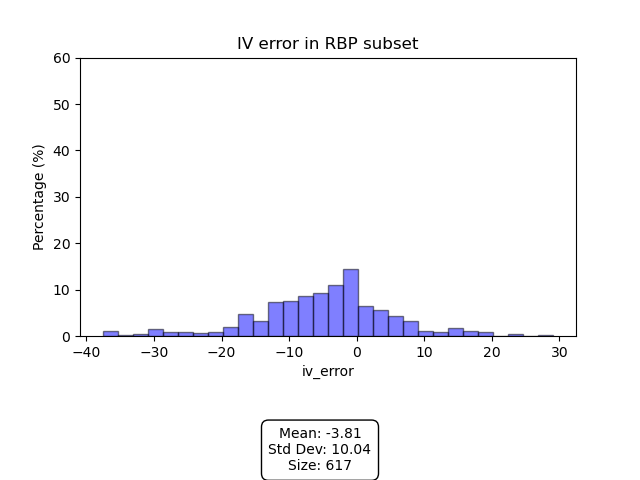 IV error in RBP subset
60
50
40
30
20
10
0
Percentage (%)
−40
−30
−20
−10
0
10
20
30
iv_error
Mean: -3.81
Std Dev: 10.04
Size: 617